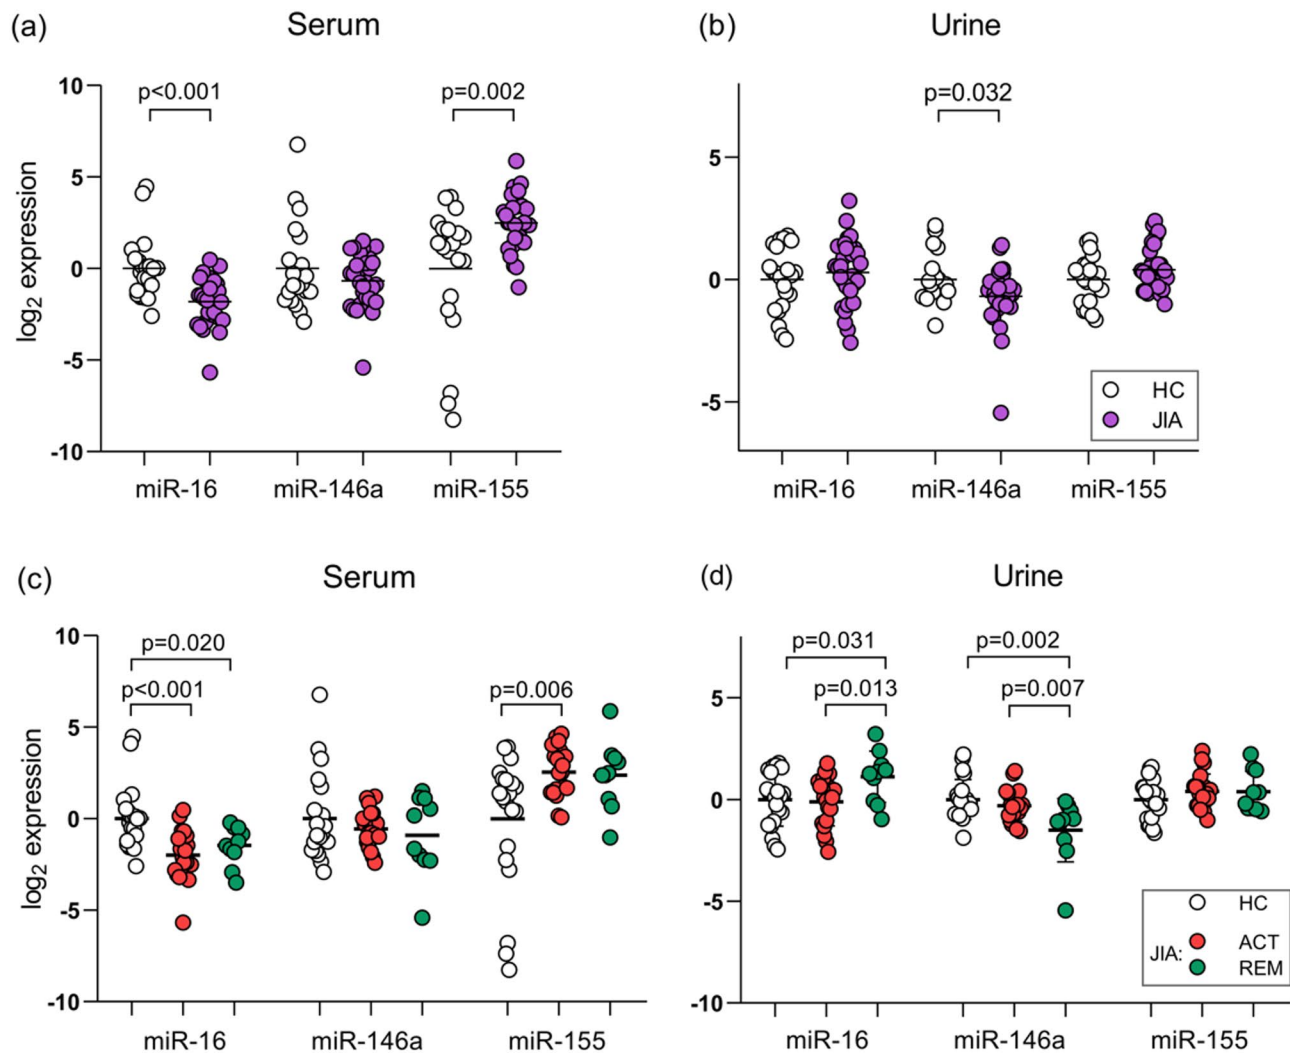 (a)
Serum
log2 expression
10
5
0
-5
-10
p<0.001
p=0.002
miR-16
miR-146a
miR-155
(b)
Urine
5
0
-5
p=0.032
HC
JIA
miR-16
miR-146a
miR-155
(c)
Serum
log2 expression
10
5
0
-5
-10
p=0.020
p<0.001
p=0.006
miR-16
miR-146a
miR-155
(d)
Urine
5
0
-5
-10
p=0.031
p=0.002
p=0.013
p=0.007
HC
JIA: ACT
REM
miR-16
miR-146a
miR-155